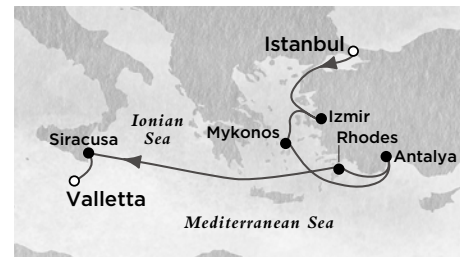 Istanbul
Izmir
Ionian
Sea
Mykonos
Rhodes
Siracusa
Antalya
Valletta
Mediterranean Sea